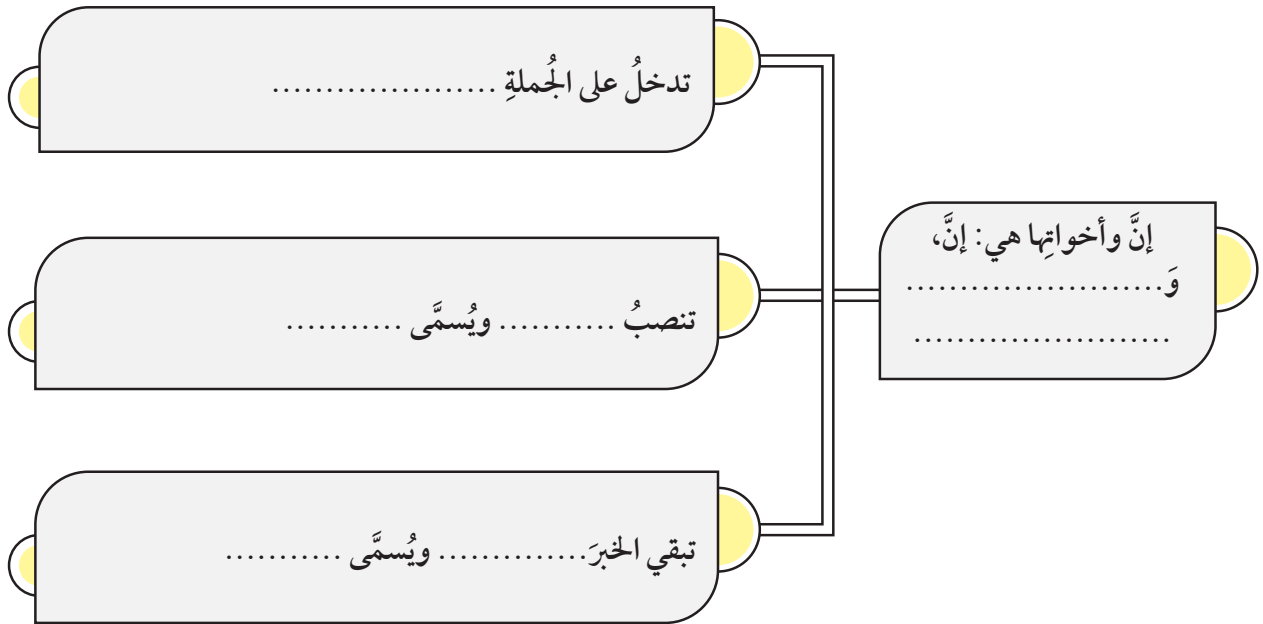 إنَّ وأخواتِها هي: إنَّ،
وَ........................
........................
تدخلُ على الجُملةِ .....................
تنصبُ ........... ويُسمَّى ...........
تبقي الخبرَ.............. ويُسمَّى ...........